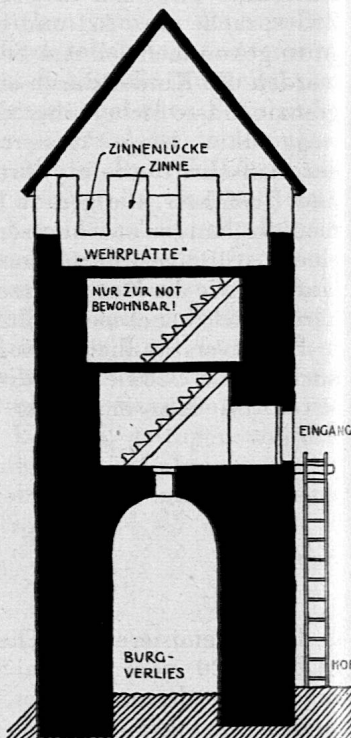 ZINNENLÜCKE
ZINNE
„WEHRPLATTE"
NUR ZUR NOT
BEWOHNBAR!
EINGANG
BURG-
VERLIES